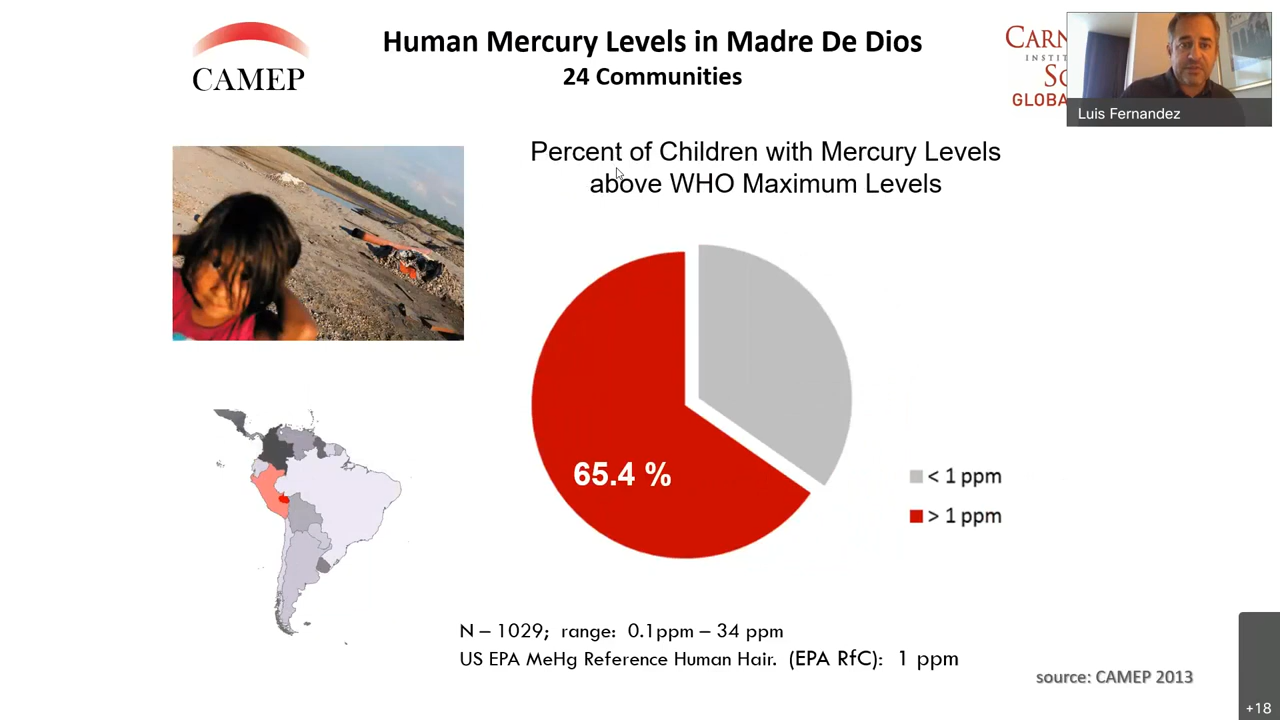 CAMEP
Human Mercury Levels in Madre De Dios
24 Communities
INSTI
GLOBA
Luis Fernandez
Percent of Children with Mercury Levels
above WHO Maximum Levels
65.4 %
< 1 ppm
> 1 ppm
N – 1029; range: 0.1ppm – 34 ppm
US EPA MeHg Reference Human Hair. (EPA RfC): 1 ppm
source: CAMEP 2013
+18